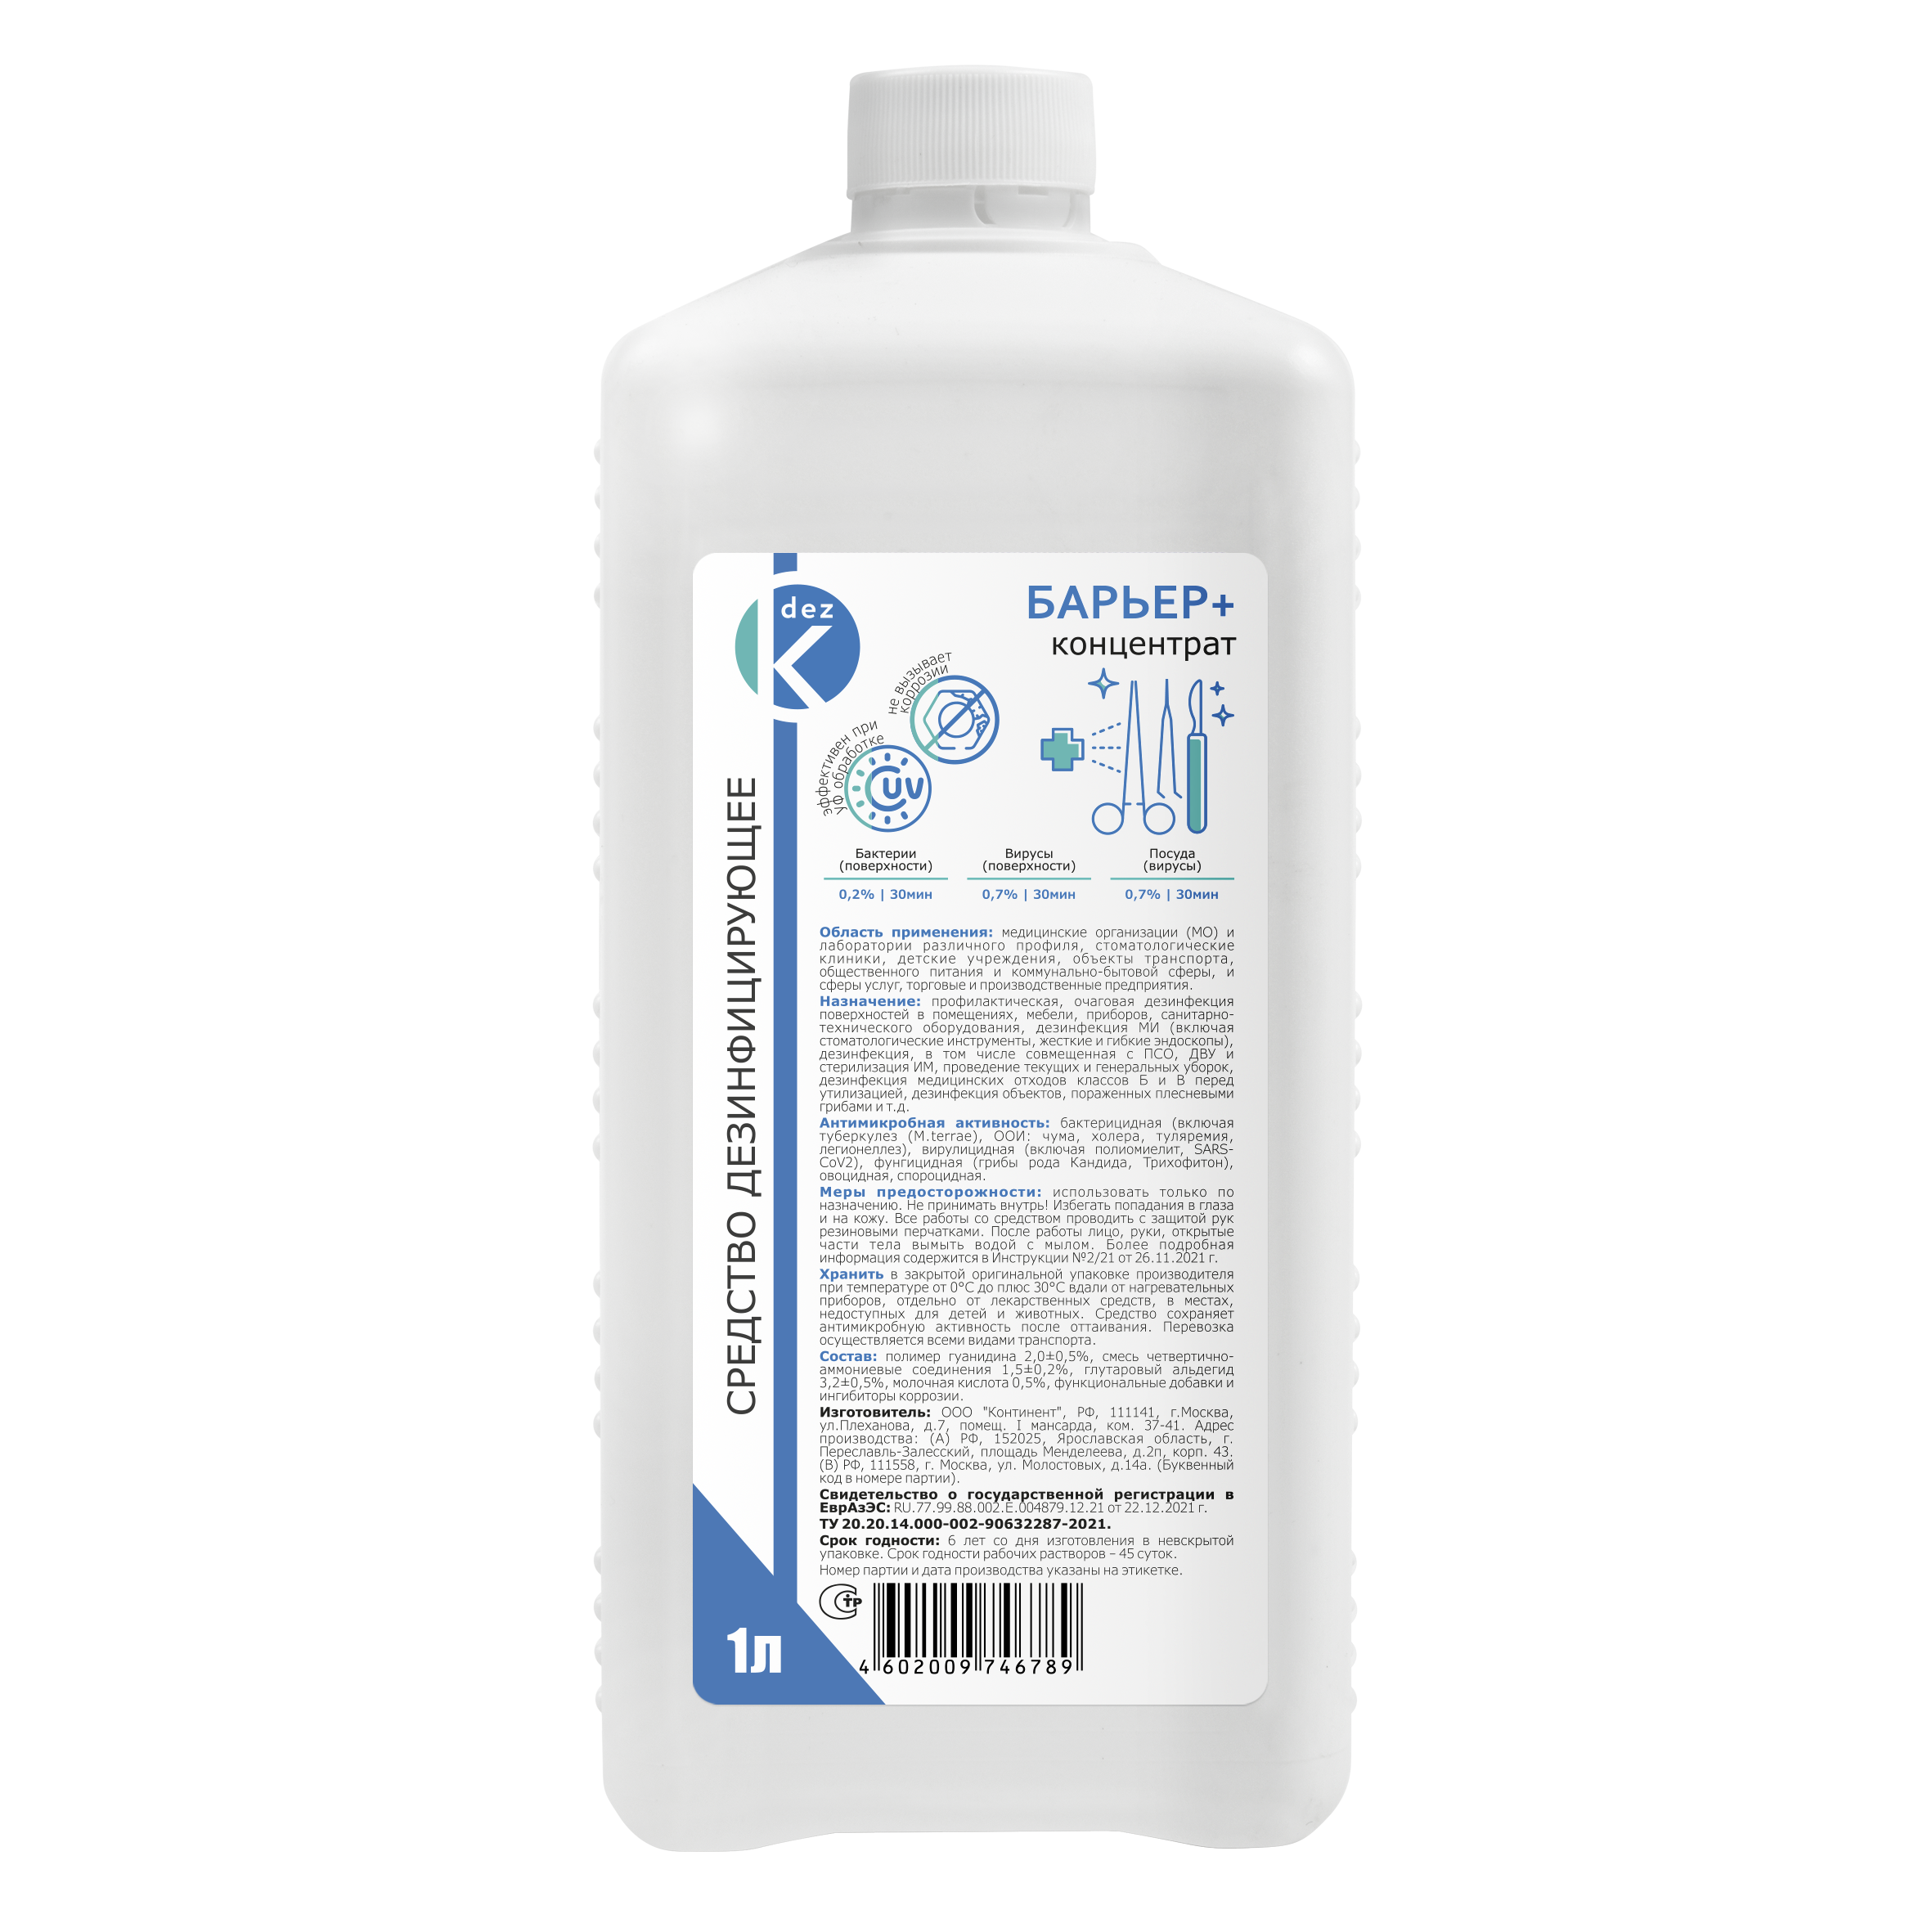 dez
K
БАРЬЕР+
концентрат
не вызывает
коррозии
эффективен при
УФ обработке
UV
СРЕДСТВО ДЕЗИНФИЦИРУЮЩЕЕ
Бактерии
(поверхности)
0,2% | 30мин
Вирусы
(поверхности)
0,7% | 30мин
Посуда
(вирусы)
0,7% | 30мин
Область применения: медицинские организации (МО) и
лаборатории различного профиля, стоматологические
клиники, детские учреждения, объекты транспорта,
общественного питания и коммунально-бытовой сферы, и
сферы услуг, торговые и производственные предприятия.
Назначение: профилактическая, очаговая дезинфекция
поверхностей в помещениях, мебели, приборов, санитарно-
технического оборудования, дезинфекция МИ (включая
стоматологические инструменты, жесткие и гибкие эндоскопы),
дезинфекция, в том числе совмещенная с ПСО, ДВУ и
стерилизация ИМ, проведение текущих и генеральных уборок,
дезинфекция медицинских отходов классов Б и В перед
утилизацией, дезинфекция объектов, пораженных плесневыми
грибами и т.д.
Антимикробная активность: бактерицидная (включая
туберкулез (M.terrae), ООИ: чума, холера, туляремия,
легионеллез), вирулицидная (включая полиомиелит, SARS-
CoV2), фунгицидная (грибы рода Кандида, Трихофитон),
овоцидная, спороцидная.
Меры предосторожности: использовать только по
назначению. Не принимать внутрь! Избегать попадания в глаза
и на кожу. Все работы со средством проводить с защитой рук
резиновыми перчатками. После работы лицо, руки, открытые
части тела вымыть водой с мылом. Более подробная
информация содержится в Инструкции №2/21 от 26.11.2021 г.
Хранить в закрытой оригинальной упаковке производителя
при температуре от 0°С до плюс 30°С вдали от нагревательных
приборов, отдельно от лекарственных средств, в местах,
недоступных для детей и животных. Средство сохраняет
антимикробную активность после оттаивания. Перевозка
осуществляется всеми видами транспорта.
Состав: полимер гуанидина 2,0±0,5%, смесь четвертично-
аммониевые соединения 1,5±0,2%, глутаровый альдегид
3,2±0,5%, молочная кислота 0,5%, функциональные добавки и
ингибиторы коррозии.
Изготовитель: ООО "Континент", РФ, 111141, г.Москва,
ул.Плеханова, д.7, помещ. I мансарда, ком. 37-41. Адрес
производства: (А) РФ, 152025, Ярославская область, г.
Переславль-Залесский, площадь Менделеева, д.2п, корп. 43.
(В) РФ, 111558, г. Москва, ул. Молостовых, д.14а. (Буквенный
код в номере партии).
Свидетельство о государственной регистрации в
ЕврАзЭС: RU.77.99.88.002.Е.004879.12.21 от 22.12.2021 г.
ТУ 20.20.14.000-002-90632287-2021.
Срок годности: 6 лет со дня изготовления в невскрытой
упаковке. Срок годности рабочих растворов – 45 суток.
Номер партии и дата производства указаны на этикетке.
ТР
4 602009 746789
1л